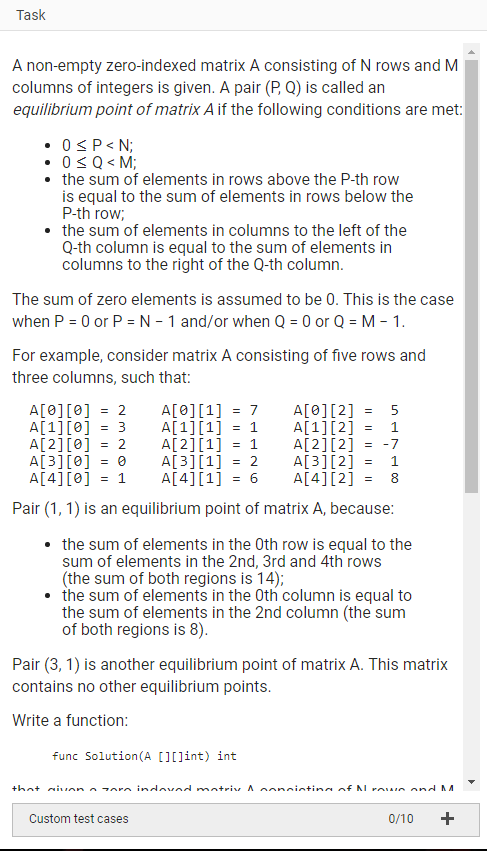 Task
A non-empty zero-indexed matrix A consisting of N rows and M
columns of integers is given. A pair (P, Q) is called an
equilibrium point of matrix A if the following conditions are met:
• 0 ≤ P < N;
• 0 ≤ Q < M;
• the sum of elements in rows above the P-th row
is equal to the sum of elements in rows below the
P-th row;
• the sum of elements in columns to the left of the
Q-th column is equal to the sum of elements in
columns to the right of the Q-th column.
The sum of zero elements is assumed to be 0. This is the case
when P = 0 or P = N − 1 and/or when Q = 0 or Q = M − 1.
For example, consider matrix A consisting of five rows and
three columns, such that:
A[0][0] = 2 A[0][1] = 7 A[0][2] = 5
A[1][0] = 3 A[1][1] = 1 A[1][2] = 1
A[2][0] = 2 A[2][1] = 1 A[2][2] = -7
A[3][0] = 0 A[3][1] = 2 A[3][2] = 1
A[4][0] = 1 A[4][1] = 6 A[4][2] = 8
Pair (1, 1) is an equilibrium point of matrix A, because:
• the sum of elements in the 0th row is equal to the
sum of elements in the 2nd, 3rd and 4th rows
(the sum of both regions is 14);
• the sum of elements in the 0th column is equal to
the sum of elements in the 2nd column (the sum
of both regions is 8).
Pair (3, 1) is another equilibrium point of matrix A. This matrix
contains no other equilibrium points.
Write a function:
func Solution(A [][]int) int
that, given a zero-indexed matrix A consisting of N rows and M
Custom test cases 0/10 +